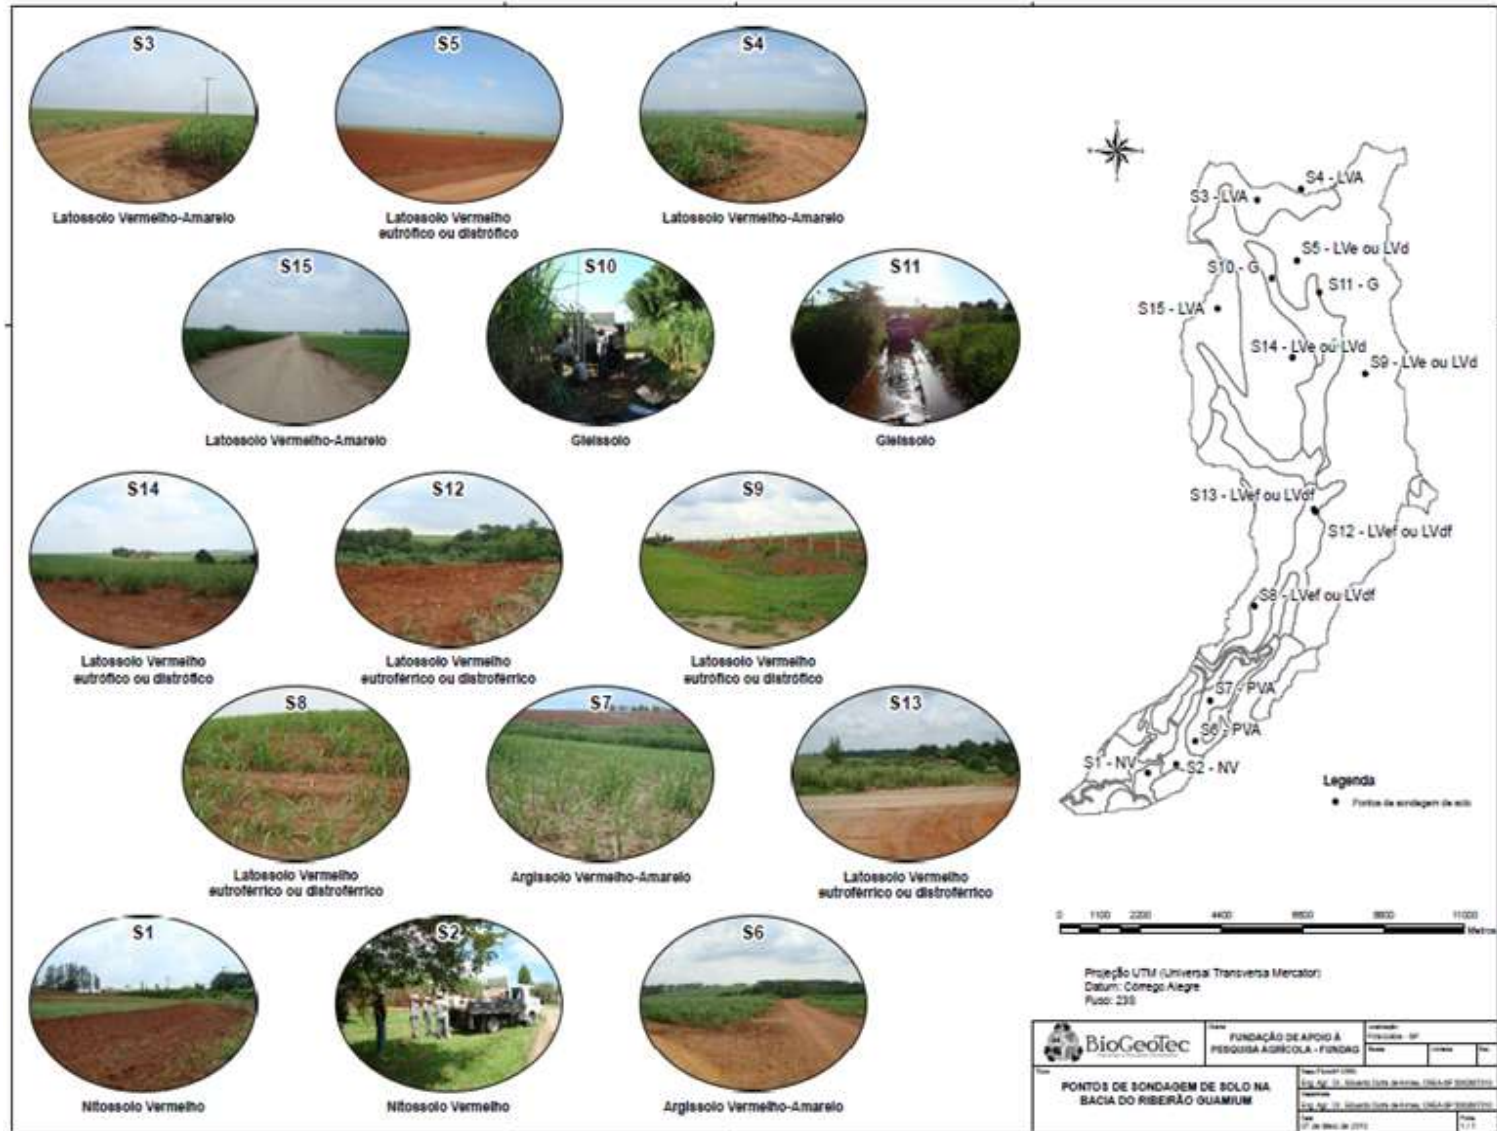 S3
S5
S4
Latossolo Vermelho-Amarelo
Latossolo Vermelho
eutrófico ou distrófico
Latossolo Vermelho-Amarelo
S15
S10
S11
Latossolo Vermelho-Amarelo
Gleissolo
Gleissolo
S14
S12
S9
Latossolo Vermelho
eutrófico ou distrófico
Latossolo Vermelho
eutroférrico ou distroférrico
Latossolo Vermelho
eutrófico ou distrófico
S8
S7
S13
Latossolo Vermelho
eutroférrico ou distroférrico
Argissolo Vermelho-Amarelo
Latossolo Vermelho
eutroférrico ou distroférrico
S1
S2
S6
Nitossolo Vermelho
Nitossolo Vermelho
Argissolo Vermelho-Amarelo
S4 - LVA
S3 - LVA
S5 - LVe ou LVd
S10 - G
S11 - G
S15 - LVA
S14 - LVe ou LVd
S9 - LVe ou LVd
S13 - LVef ou LVdf
S12 - LVef ou LVdf
S8 - LVef ou LVdf
S7 - PVA
S6 - PVA
S1 - NV
S2 - NV
Legenda
Pontos de sondagem de solo
0 1100 2200 4400 6600 8800 11000
Metros
Projeção UTM (Universal Transversa Mercator)
Datum: Córrego Alegre
Fuso: 23S
BioGeoTec
FUNDAÇÃO DE APOIO À
PESQUISA AGRÍCOLA - FUNDAG
PONTOS DE SONDAGEM DE SOLO NA
BACIA DO RIBEIRÃO GUAMIUM